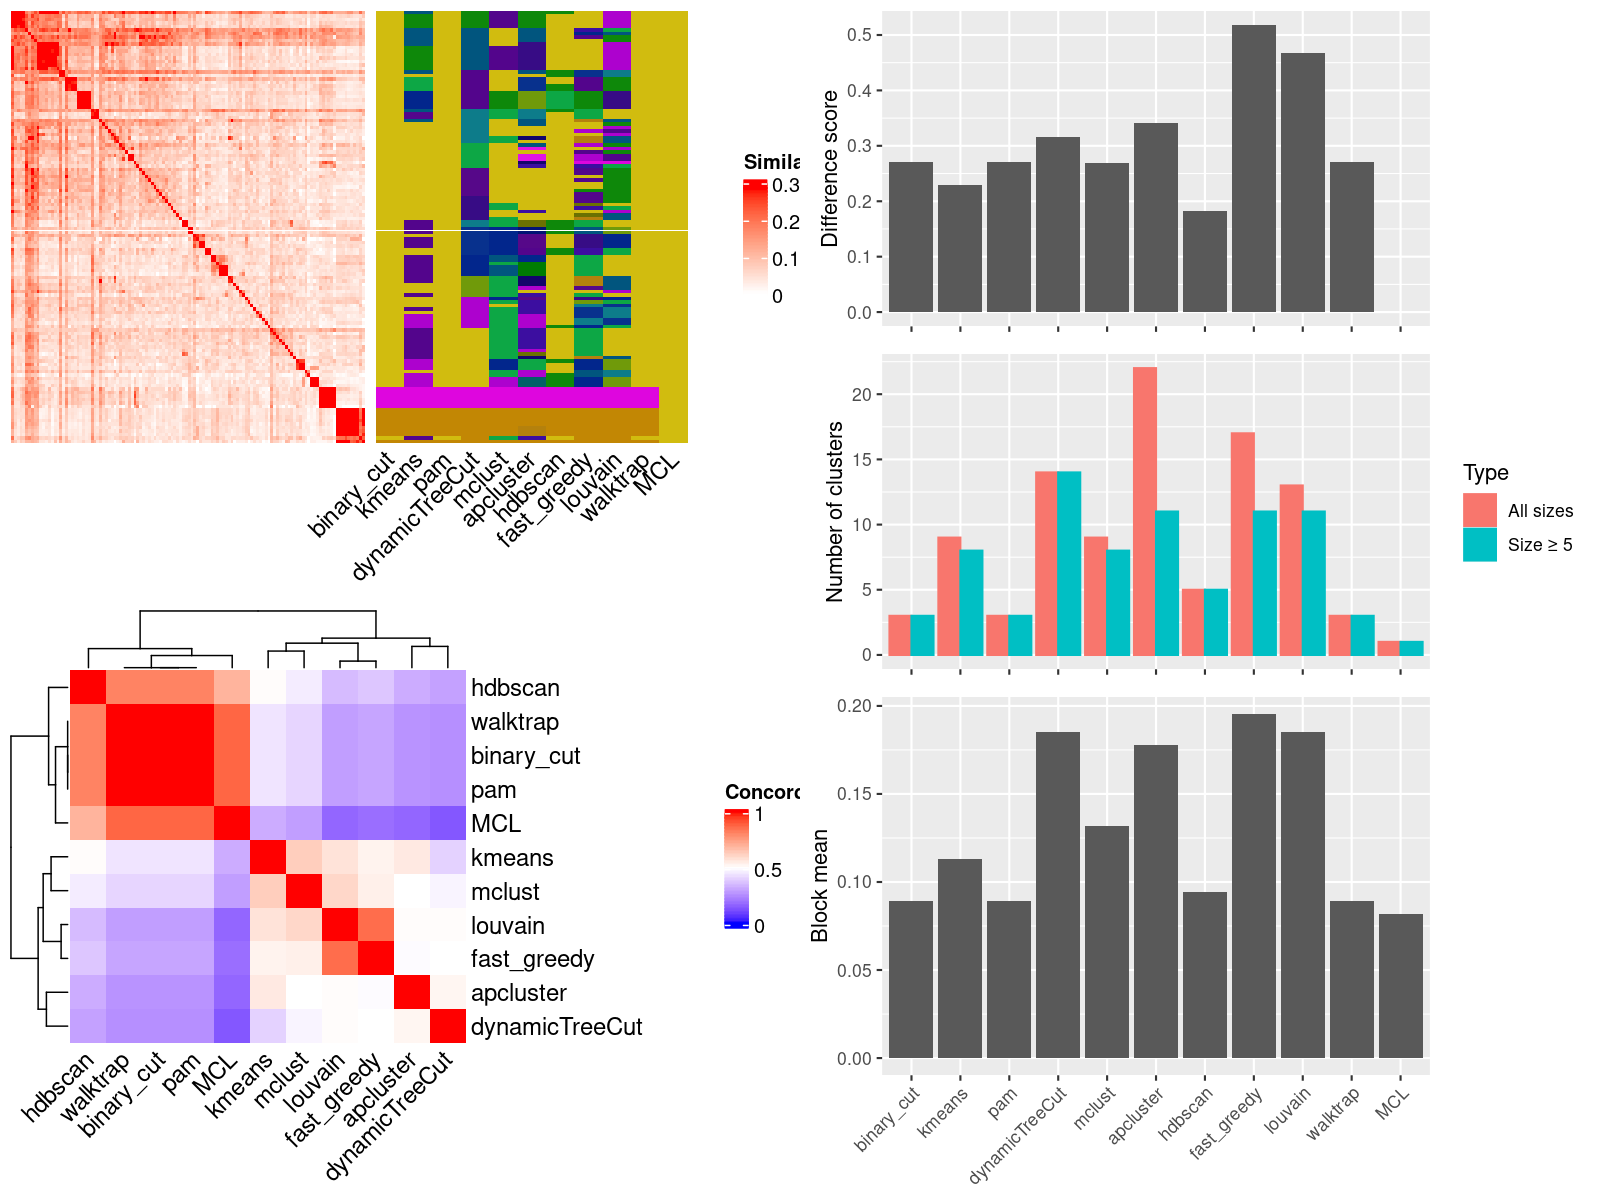 Simila
0.3
0.2
0.1
0
binary_cut
kmeans
pam
dynamicTreeCut
mclust
apcluster
hdbscan
fast_greedy
louvain
walktrap
MCL
hdbscan
walktrap
binary_cut
pam
MCL
kmeans
mclust
louvain
fast_greedy
apcluster
dynamicTreeCut
hdbscan
walktrap
binary_cut
pam
MCL
kmeans
mclust
louvain
fast_greedy
apcluster
dynamicTreeCut
Concord
1
0.5
0
Difference score
0.5
0.4
0.3
0.2
0.1
0.0
Number of clusters
20
15
10
5
0
Type
All sizes
Size ≥ 5
Block mean
0.20
0.15
0.10
0.05
0.00
binary_cut
kmeans
pam
dynamicTreeCut
mclust
apcluster
hdbscan
fast_greedy
louvain
walktrap
MCL